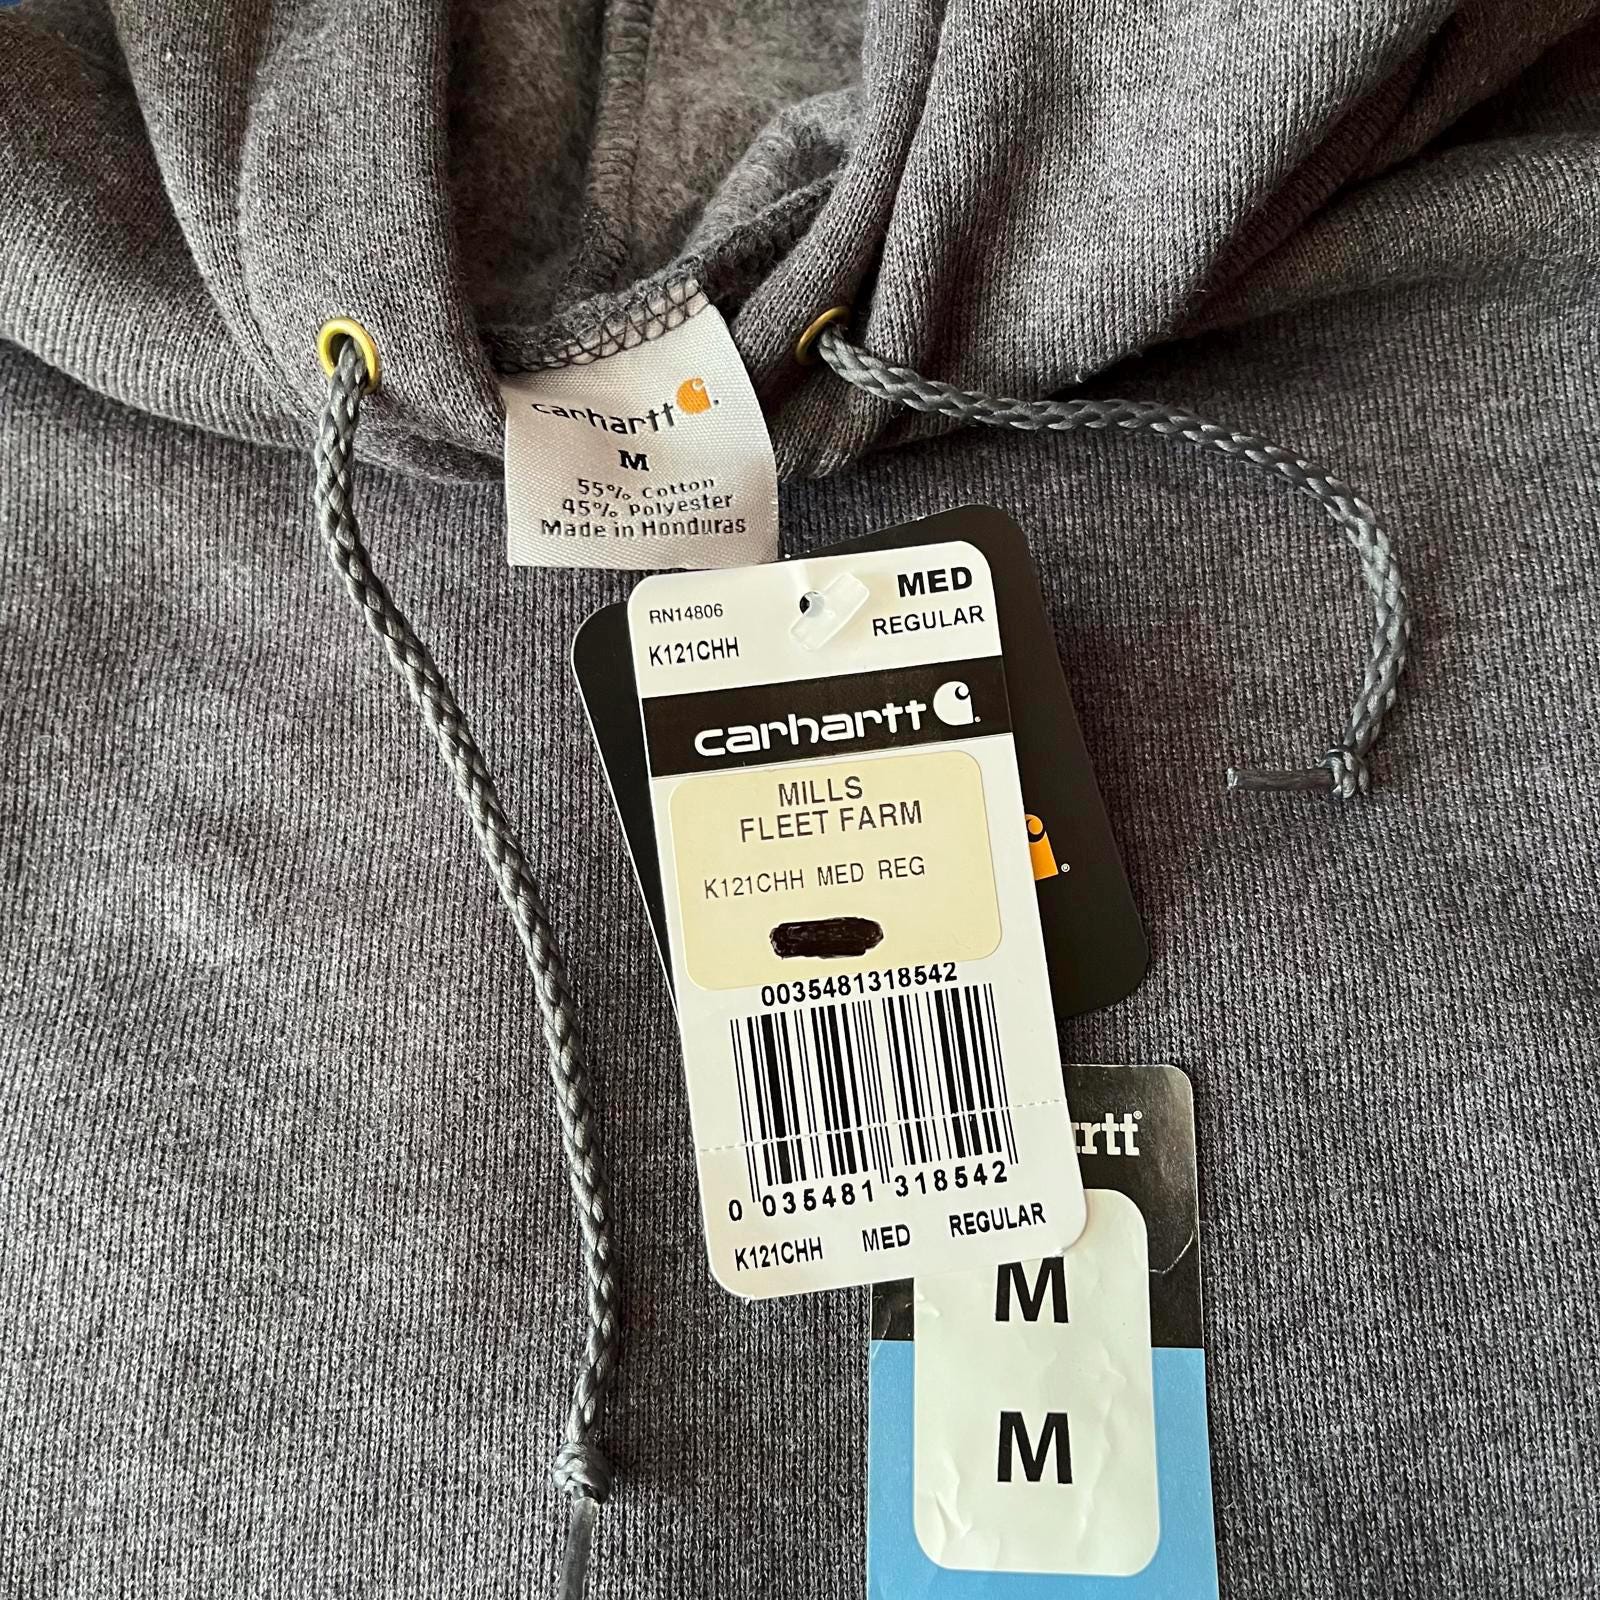 carhartt
M
55% Cotton
45% Polyester
Made in Honduras
RN14806
MED
K121CHH
REGULAR
carhartt
MILLS
FLEET FARM
K121CHH MED REG
0035481318542
0 035481 318542
K121CHH MED REGULAR
rtt
M
M